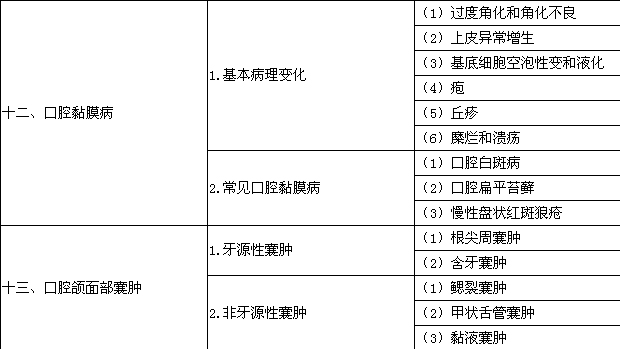 十二、口腔黏膜病
1.基本病理变化
(1) 过度角化和角化不良
(2) 上皮异常增生
(3) 基底细胞空泡性变和液化
(4) 疱
(5) 丘疹
(6) 糜烂和溃疡
2.常见口腔黏膜病
(1) 口腔白斑病
(2) 口腔扁平苔藓
(3) 慢性盘状红斑狼疮
十三、口腔颌面部囊肿
1.牙源性囊肿
(1) 根尖周囊肿
(2) 含牙囊肿
2.非牙源性囊肿
(1) 鳃裂囊肿
(2) 甲状舌管囊肿
(3) 黏液囊肿